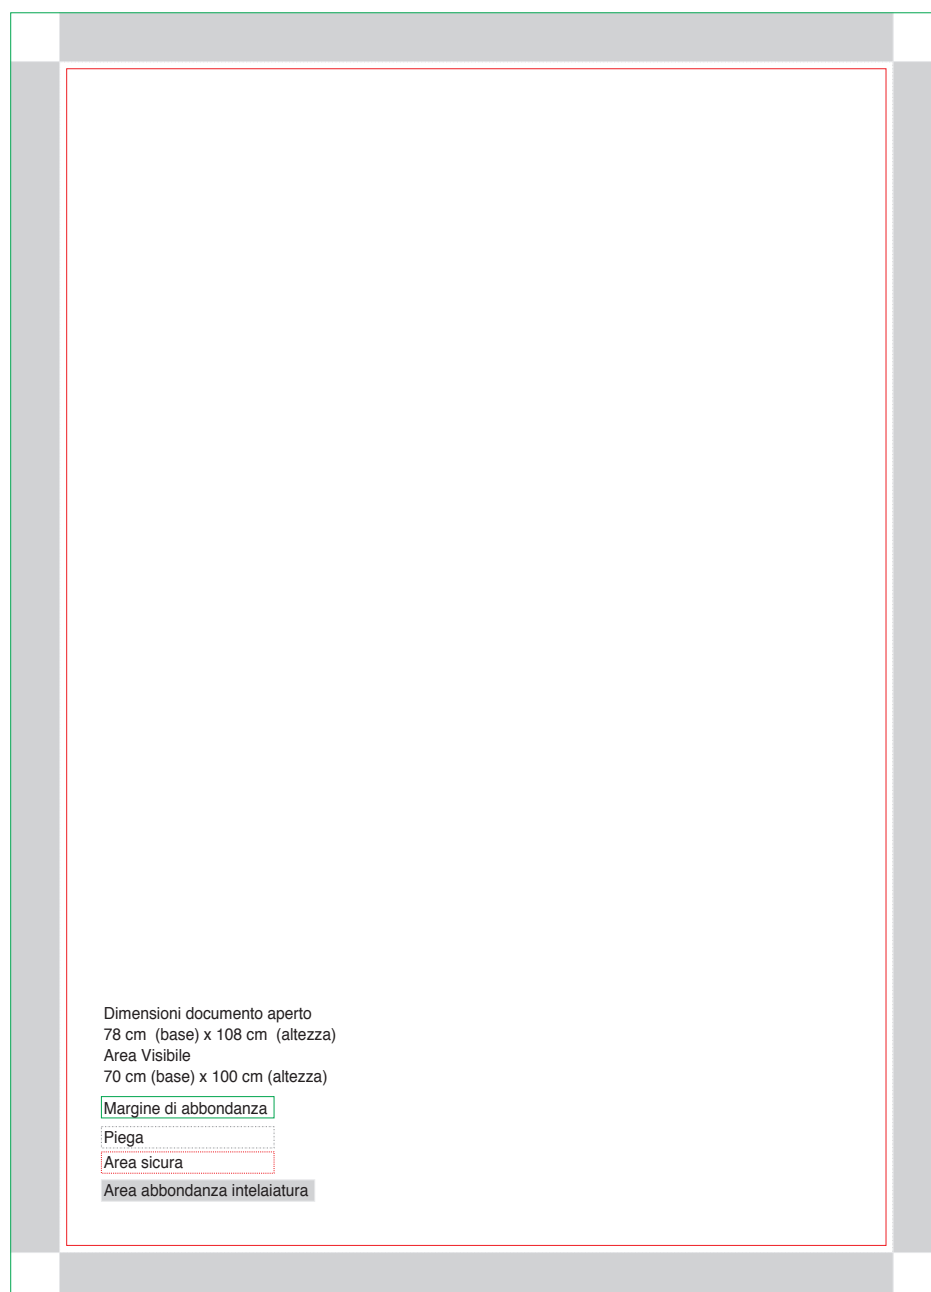 Dimensioni documento aperto
78 cm  (base) x 108 cm  (altezza)
Area Visibile
70 cm (base) x 100 cm (altezza)
Margine di abbondanza
Piega
Area sicura
Area abbondanza intelaiatura